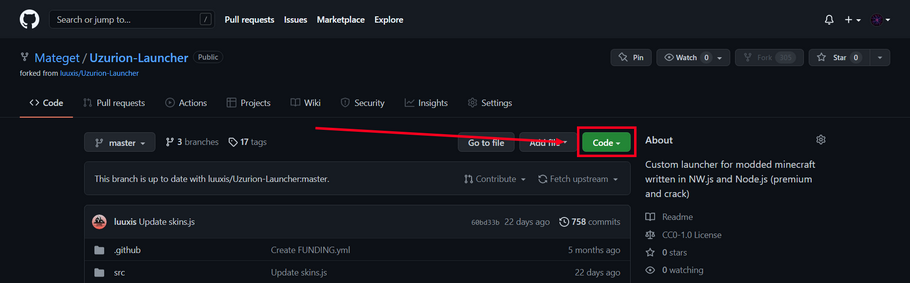 Search or jump to... /
Pull requests Issues Marketplace Explore
Mateget / Uzurion-Launcher Public
forked from luuxis/Uzurion-Launcher
Pin Watch 0 Fork 105 Star 0
<> Code Pull requests Actions Projects Wiki Security Insights Settings
master 3 branches 17 tags
Go to file Add file Code
This branch is up to date with luuxis/Uzurion-Launcher:master.
Contribute Fetch upstream
luuxis Update skins.js 60bd33b 22 days ago 758 commits
.github Create FUNDING.yml 5 months ago
src Update skins.js 22 days ago
About
Custom launcher for modded minecraft
written in NW.js and Node.js (premium
and crack)
Readme
CC0-1.0 License
0 stars
0 watching